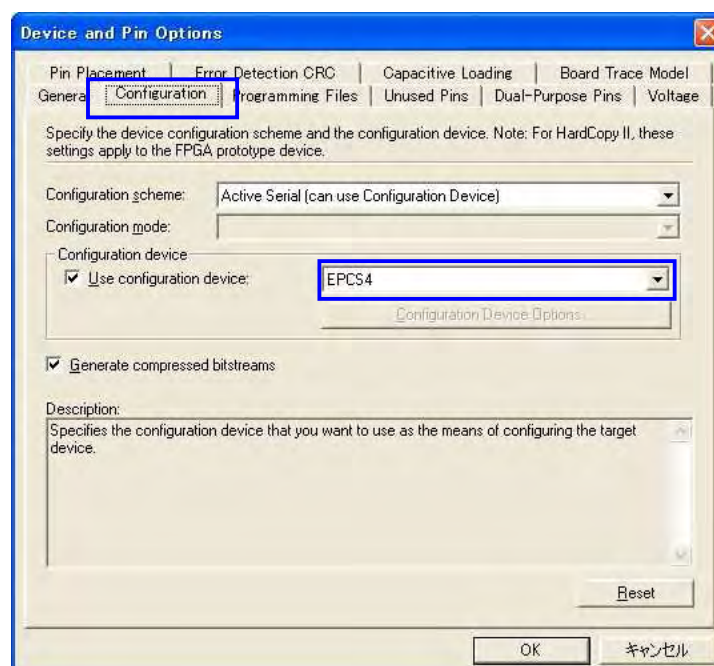 Device and Pin Options
Pin Placement Error Detection CRC Capacitive Loading Board Trace Model
General Configuration Programming Files Unused Pins Dual-Purpose Pins Voltage
Specify the device configuration scheme and the configuration device. Note: For HardCopy II, these
settings apply to the FPGA prototype device.
Configuration scheme: Active Serial (can use Configuration Device)
Configuration mode:
Configuration device
Use configuration device: EPCS4
Configuration Device Options...
Generate compressed bitstreams
Description:
Specifies the configuration device that you want to use as the means of configuring the target
device.
Reset
OK キャンセル